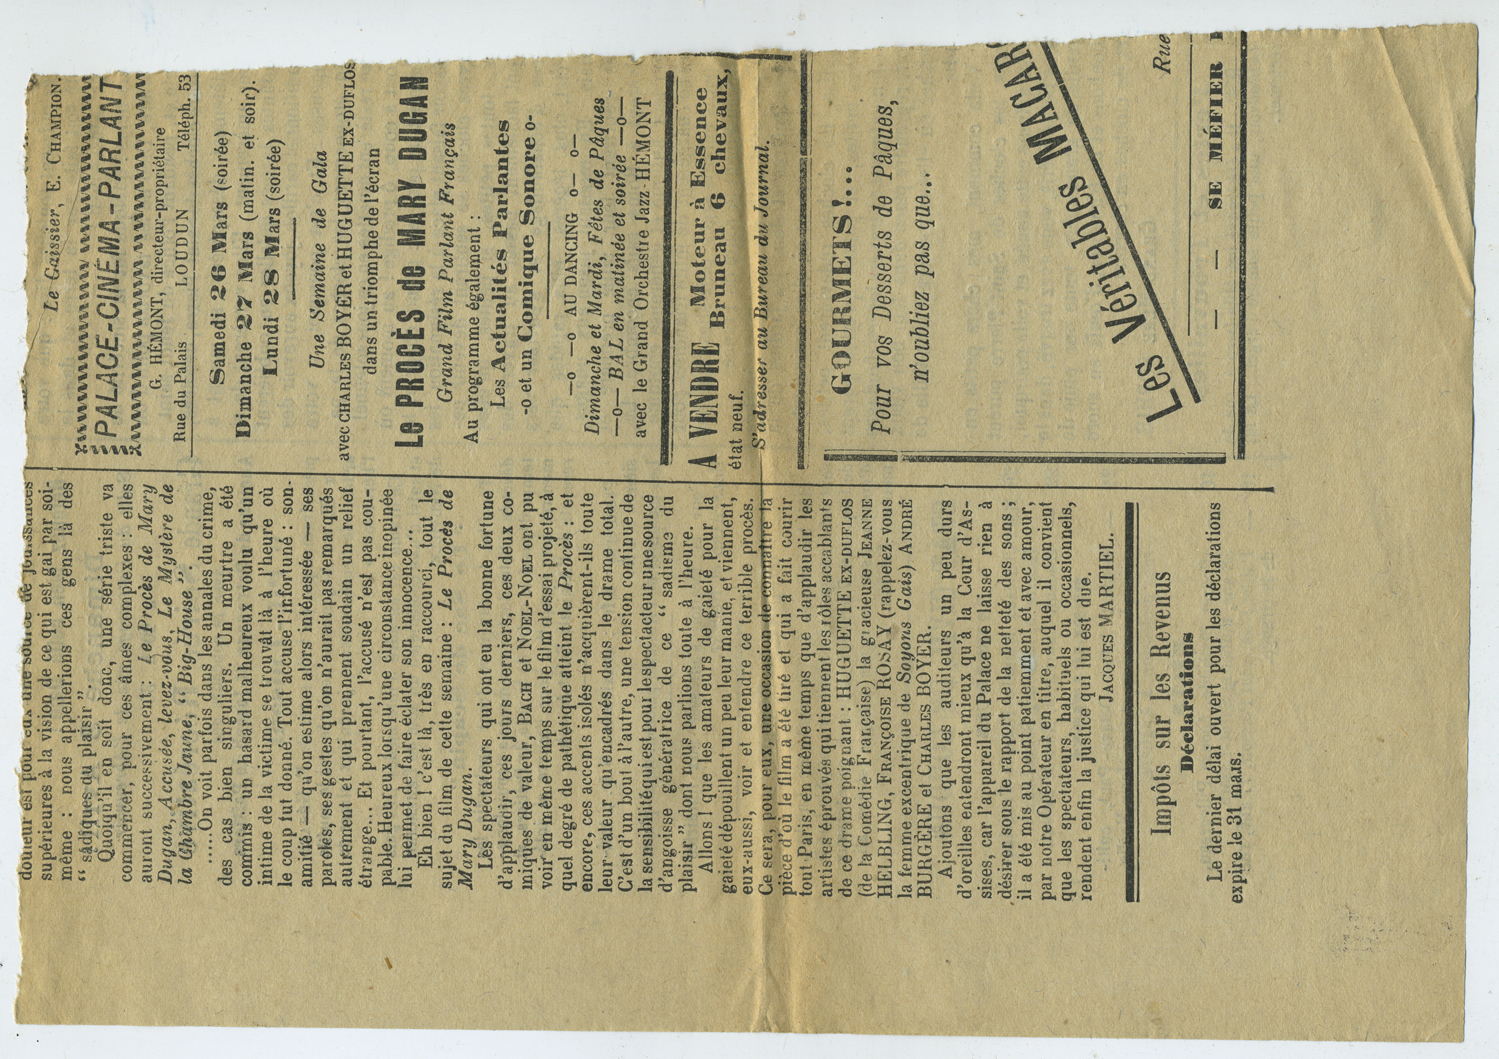 douleur est pour eux une source de jouissances
supérieures à la vision de ce qui est gai par soi-
même : nous appellerions ces gens là des
“ sadiques du plaisir ”.
Quoiqu'il en soit donc, une série triste va
commencer, pour ces âmes complexes : elles
auront successivement : Le Procès de Mary
Dugan, Accusée, levez-vous, Le Mystère de
la Chambre Jaune, “ Big-House ”.
......On voit parfois dans les annales du crime,
des cas bien singuliers. Un meurtre a été
commis : un hasard malheureux voulu qu'un
intime de la victime se trouvât là à l'heure où
le coup fut donné. Tout accuse l'infortuné : son
amitié — qu'on estime alors intéressée — ses
paroles, ses gestes qu'on n'aurait pas remarqués
autrement et qui prennent soudain un relief
étrange... Et pourtant, l'accusé n'est pas cou-
pable. Heureux lorsqu'une circonstance inopinée
lui permet de faire éclater son innocence...
Eh bien ! c'est là, très en raccourci, tout le
sujet du film de cette semaine : Le Procès de
Mary Dugan.
Les spectateurs qui ont eu la bonne fortune
d'applaudir, ces jours derniers, ces deux co-
miques de valeur, BACH et NOEL-NOEL ont pu
voir en même temps sur le film d'essai projeté, à
quel degré de pathétique atteint le Procès : et
encore, ces accents isolés n'acquièrent-ils toute
leur valeur qu'encadrés dans le drame total.
C'est d'un bout à l'autre, une tension continue de
la sensibilité qui est pour le spectateur une source
d'angoisse génératrice de ce “ sadisme du
plaisir ” dont nous parlions toute à l'heure.
Allons ! que les amateurs de gaieté pour la
gaieté dépouillent un peu leur manie, et viennent,
eux-aussi, voir et entendre ce terrible procès.
Ce sera, pour eux, une occasion de connaître la
pièce d'où le film a été tiré et qui a fait courir
tout Paris, en même temps que d'applaudir les
artistes éprouvés qui tiennent les rôles accablants
de ce drame poignant : HUGUETTE EX-DUFLOS
(de la Comédie Française) la gracieuse JEANNE
HELBLING, FRANÇOISE ROSAY (rappelez-vous
la femme excentrique de Soyons Gais) ANDRÉ
BURGÈRE et CHARLES BOYER.
Ajoutons que les auditeurs un peu durs
d'oreilles entendront mieux qu'à la Cour d'As-
sises, car l'appareil du Palace ne laisse rien à
désirer sous le rapport de la netteté des sons ;
il a été mis au point patiemment et avec amour,
par notre Opérateur en titre, auquel il convient
que les spectateurs, habituels ou occasionnels,
rendent enfin la justice qui lui est due.
JACQUES MARTIEL.
Impôts sur les Revenus
Déclarations
Le dernier délai ouvert pour les déclarations
expire le 31 mars.
Le Gaissier, E. CHAMPION.
PALACE-CINÉMA-PARLANT
G. HÉMONT, directeur-propriétaire
Rue du Palais LOUDUN Téléph. 53
Samedi 26 Mars (soirée)
Dimanche 27 Mars (matin. et soir).
Lundi 28 Mars (soirée)
Une Semaine de Gala
avec CHARLES BOYER et HUGUETTE EX-DUFLOS
dans un triomphe de l'écran
Le PROCÈS de MARY DUGAN
Grand Film Parlant Français
Au programme également :
Les Actualités Parlantes
-o et un Comique Sonore o-
—o —o AU DANCING o— o—
Dimanche et Mardi, Fêtes de Pâques
—o— BAL en matinée et soirée —o—
avec le Grand Orchestre Jazz-HÉMONT
A VENDRE Moteur à Essence
Bruneau 6 chevaux,
état neuf.
S'adresser au Bureau du Journal.
GOURMETS!...
Pour vos Desserts de Pâques,
n'oubliez pas que...
Les Véritables MACAR
Rue
— — SE MÉFIER